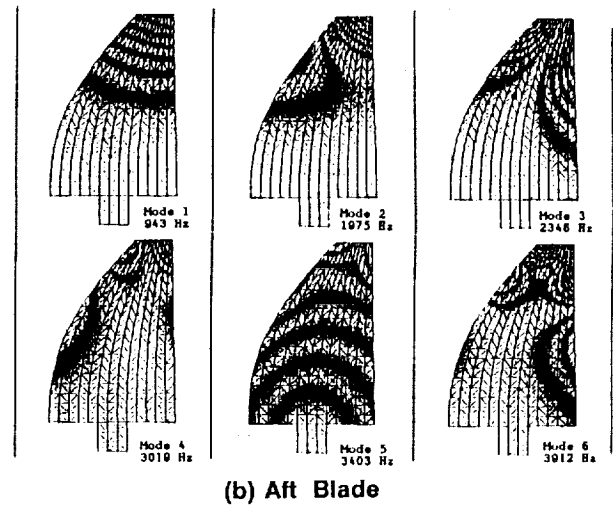 Mode 1
943 Hz
Mode 2
1975 Hz
Mode 3
2346 Hz
Mode 4
3019 Hz
Mode 5
3403 Hz
Mode 6
3912 Hz
(b) Aft Blade